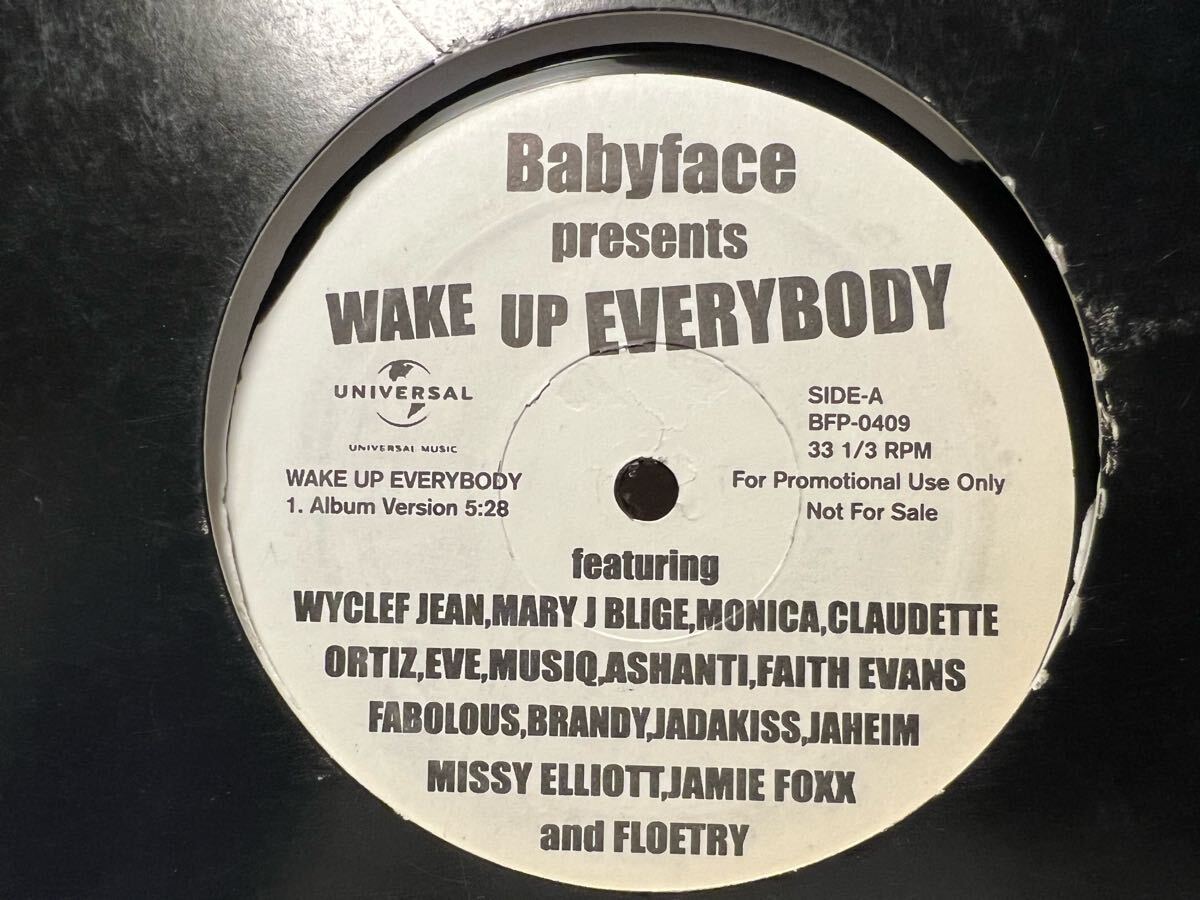 Babyface
presents
WAKE UP EVERYBODY
UNIVERSAL
UNIVERSAL MUSIC
WAKE UP EVERYBODY
1. Album Version 5:28
SIDE-A
BFP-0409
33 1/3 RPM
For Promotional Use Only
Not For Sale
featuring
WYCLEF JEAN,MARY J BLIGE,MONICA,CLAUDETTE
ORTIZ,EVE,MUSIQ,ASHANTI,FAITH EVANS
FABOLOUS,BRANDY,JADAKISS,JAHEIM
MISSY ELLIOTT,JAMIE FOXX
and FLOETRY